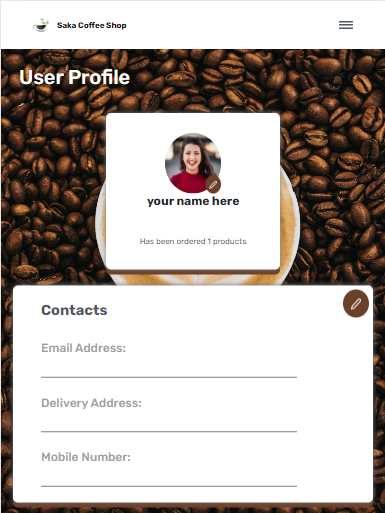 Saka Coffee Shop
User Profile
your name here
Has been ordered 1 products
Contacts
Email Address:
Delivery Address:
Mobile Number: